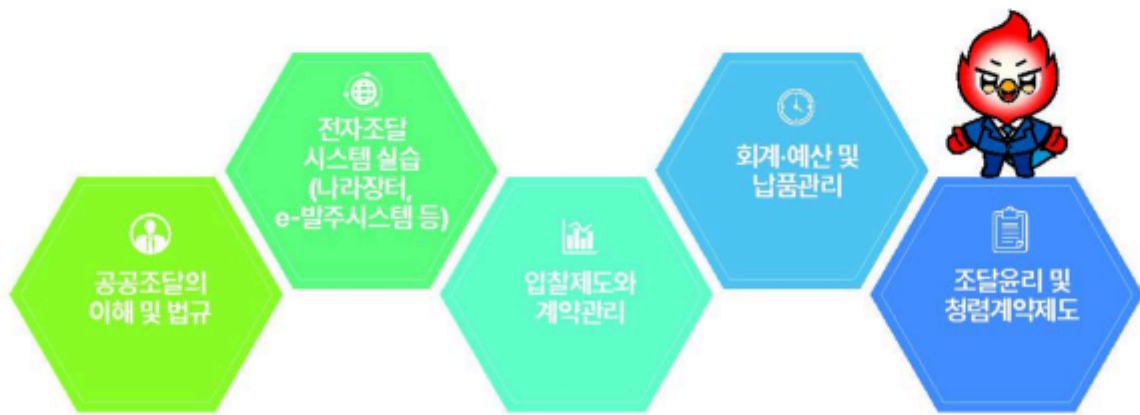 공공조달의
이해 및 법규
전자조달
시스템 실습
(나라장터,
e-발주시스템 등)
입찰제도와
계약관리
회계·예산 및
납품관리
조달윤리 및
청렴계약제도